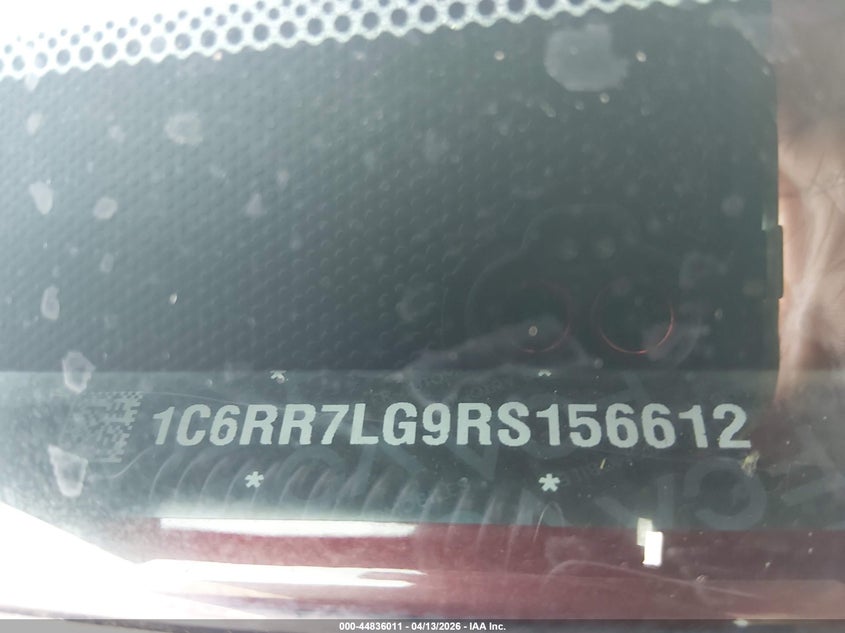 1C6RR7LG9RS156612
* *
000-44836011 - 04/13/2026 - IAA Inc.